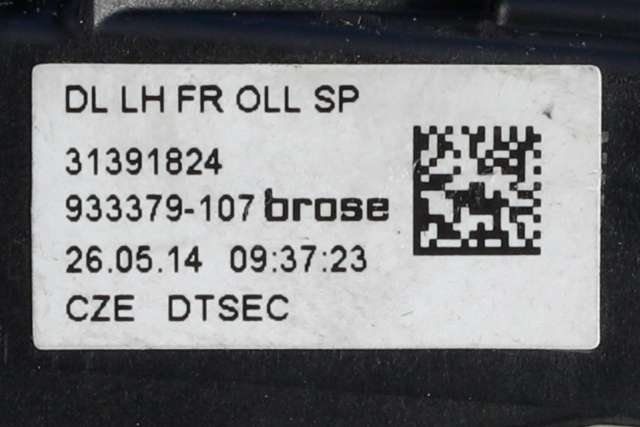 DL LH FR OLL SP
31391824
933379-107 brose
26.05.14 09:37:23
CZE DTSEC